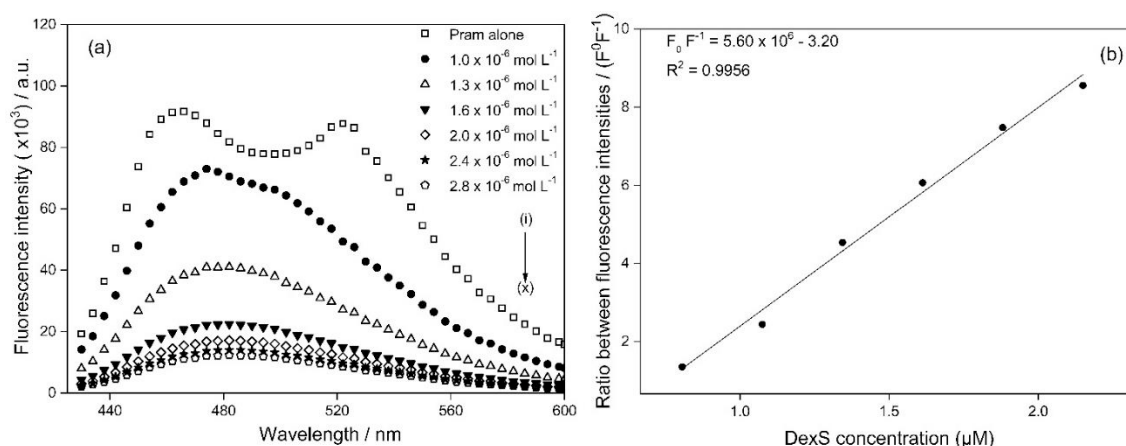 (a)
Fluorescence intensity ( x10³) / a.u.
120
100
80
60
40
20
0
440
480
520
560
600
Wavelength / nm
Pram alone
1.0 x 10⁻⁶ mol L⁻¹
1.3 x 10⁻⁶ mol L⁻¹
1.6 x 10⁻⁶ mol L⁻¹
2.0 x 10⁻⁶ mol L⁻¹
2.4 x 10⁻⁶ mol L⁻¹
2.8 x 10⁻⁶ mol L⁻¹
(i)
(x)
(b)
F₀ F⁻¹ = 5.60 x 10⁶ - 3.20
R² = 0.9956
Ratio between fluorescence intensities / (F⁰F⁻¹)
10
8
6
4
2
1.0
1.5
2.0
DexS concentration (µM)